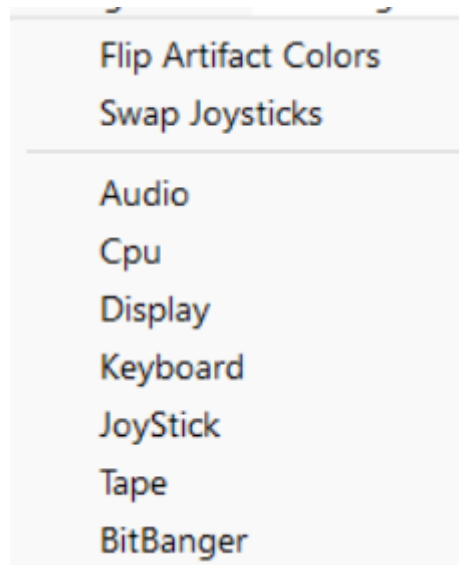 Flip Artifact Colors
Swap Joysticks
Audio
Cpu
Display
Keyboard
JoyStick
Tape
BitBanger